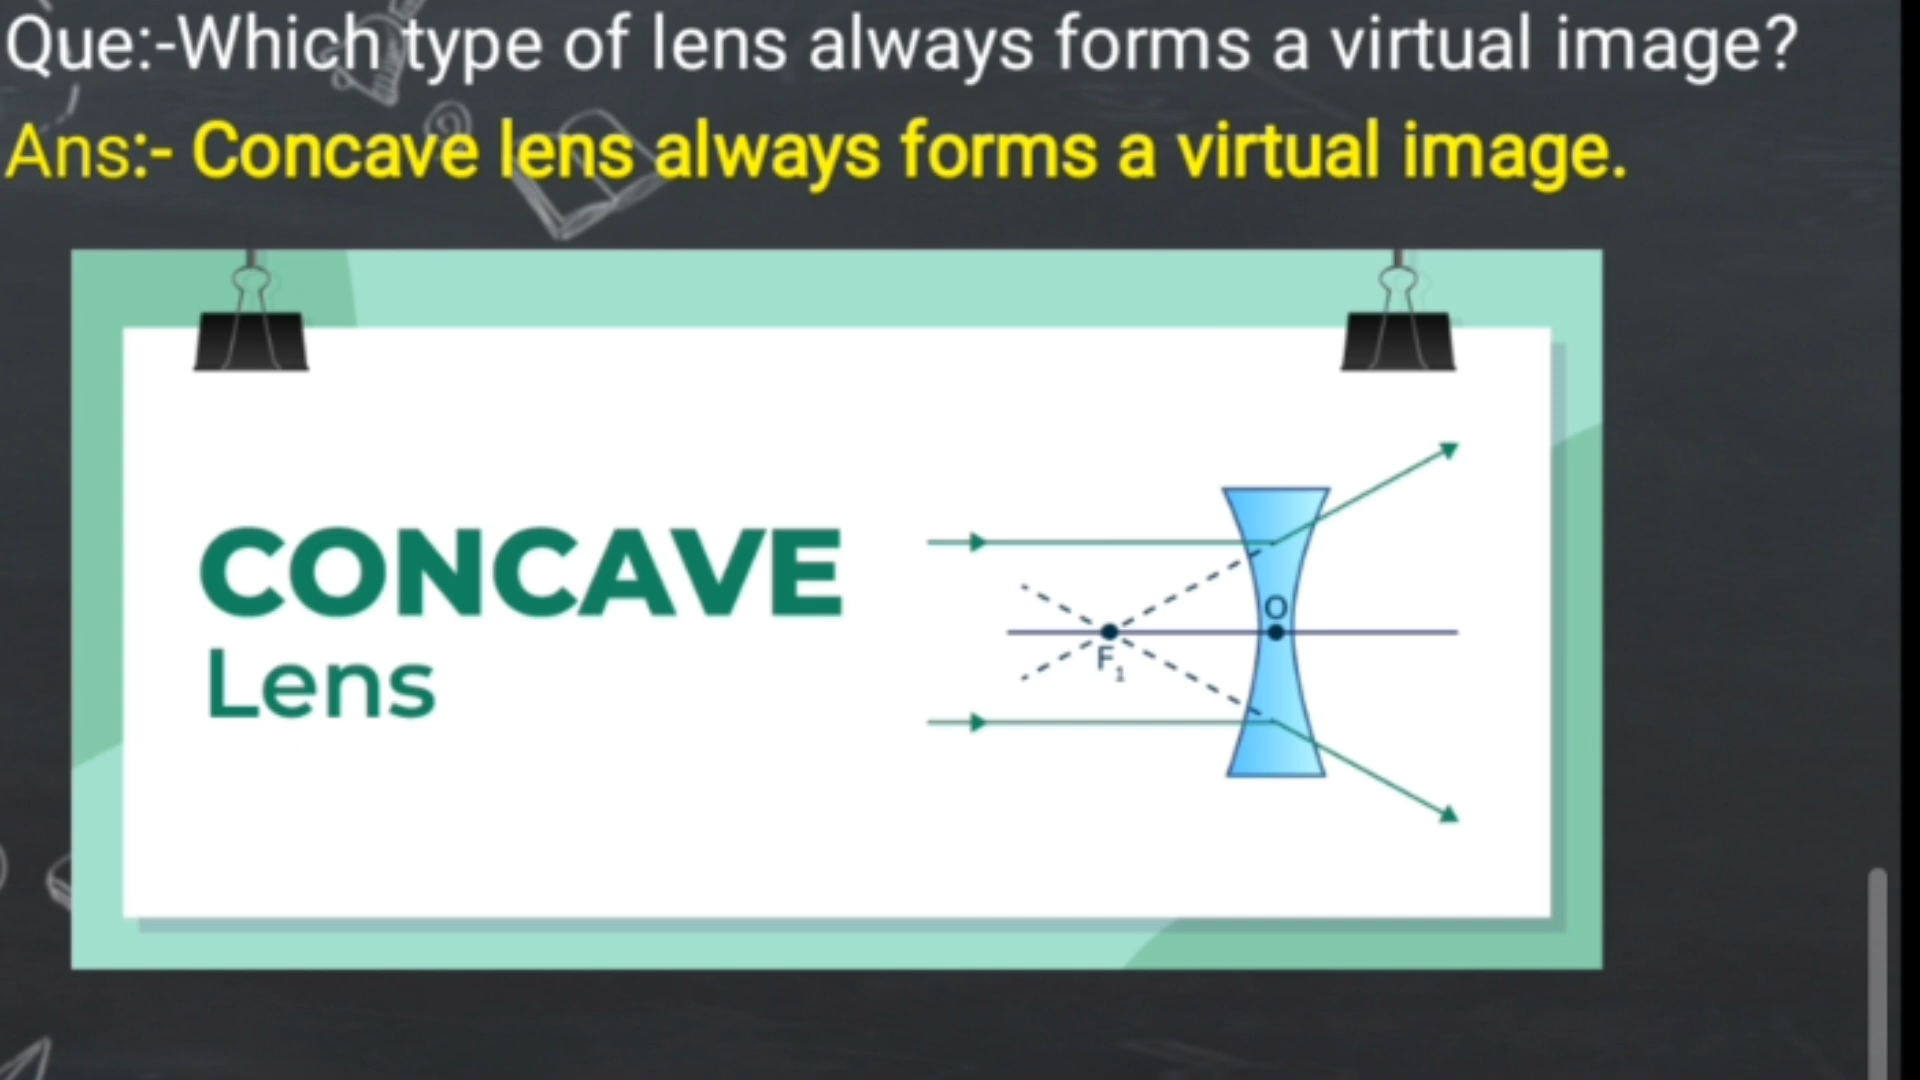 Que:-Which type of lens always forms a virtual image?
Ans:- Concave lens always forms a virtual image.
CONCAVE
Lens
O
F1